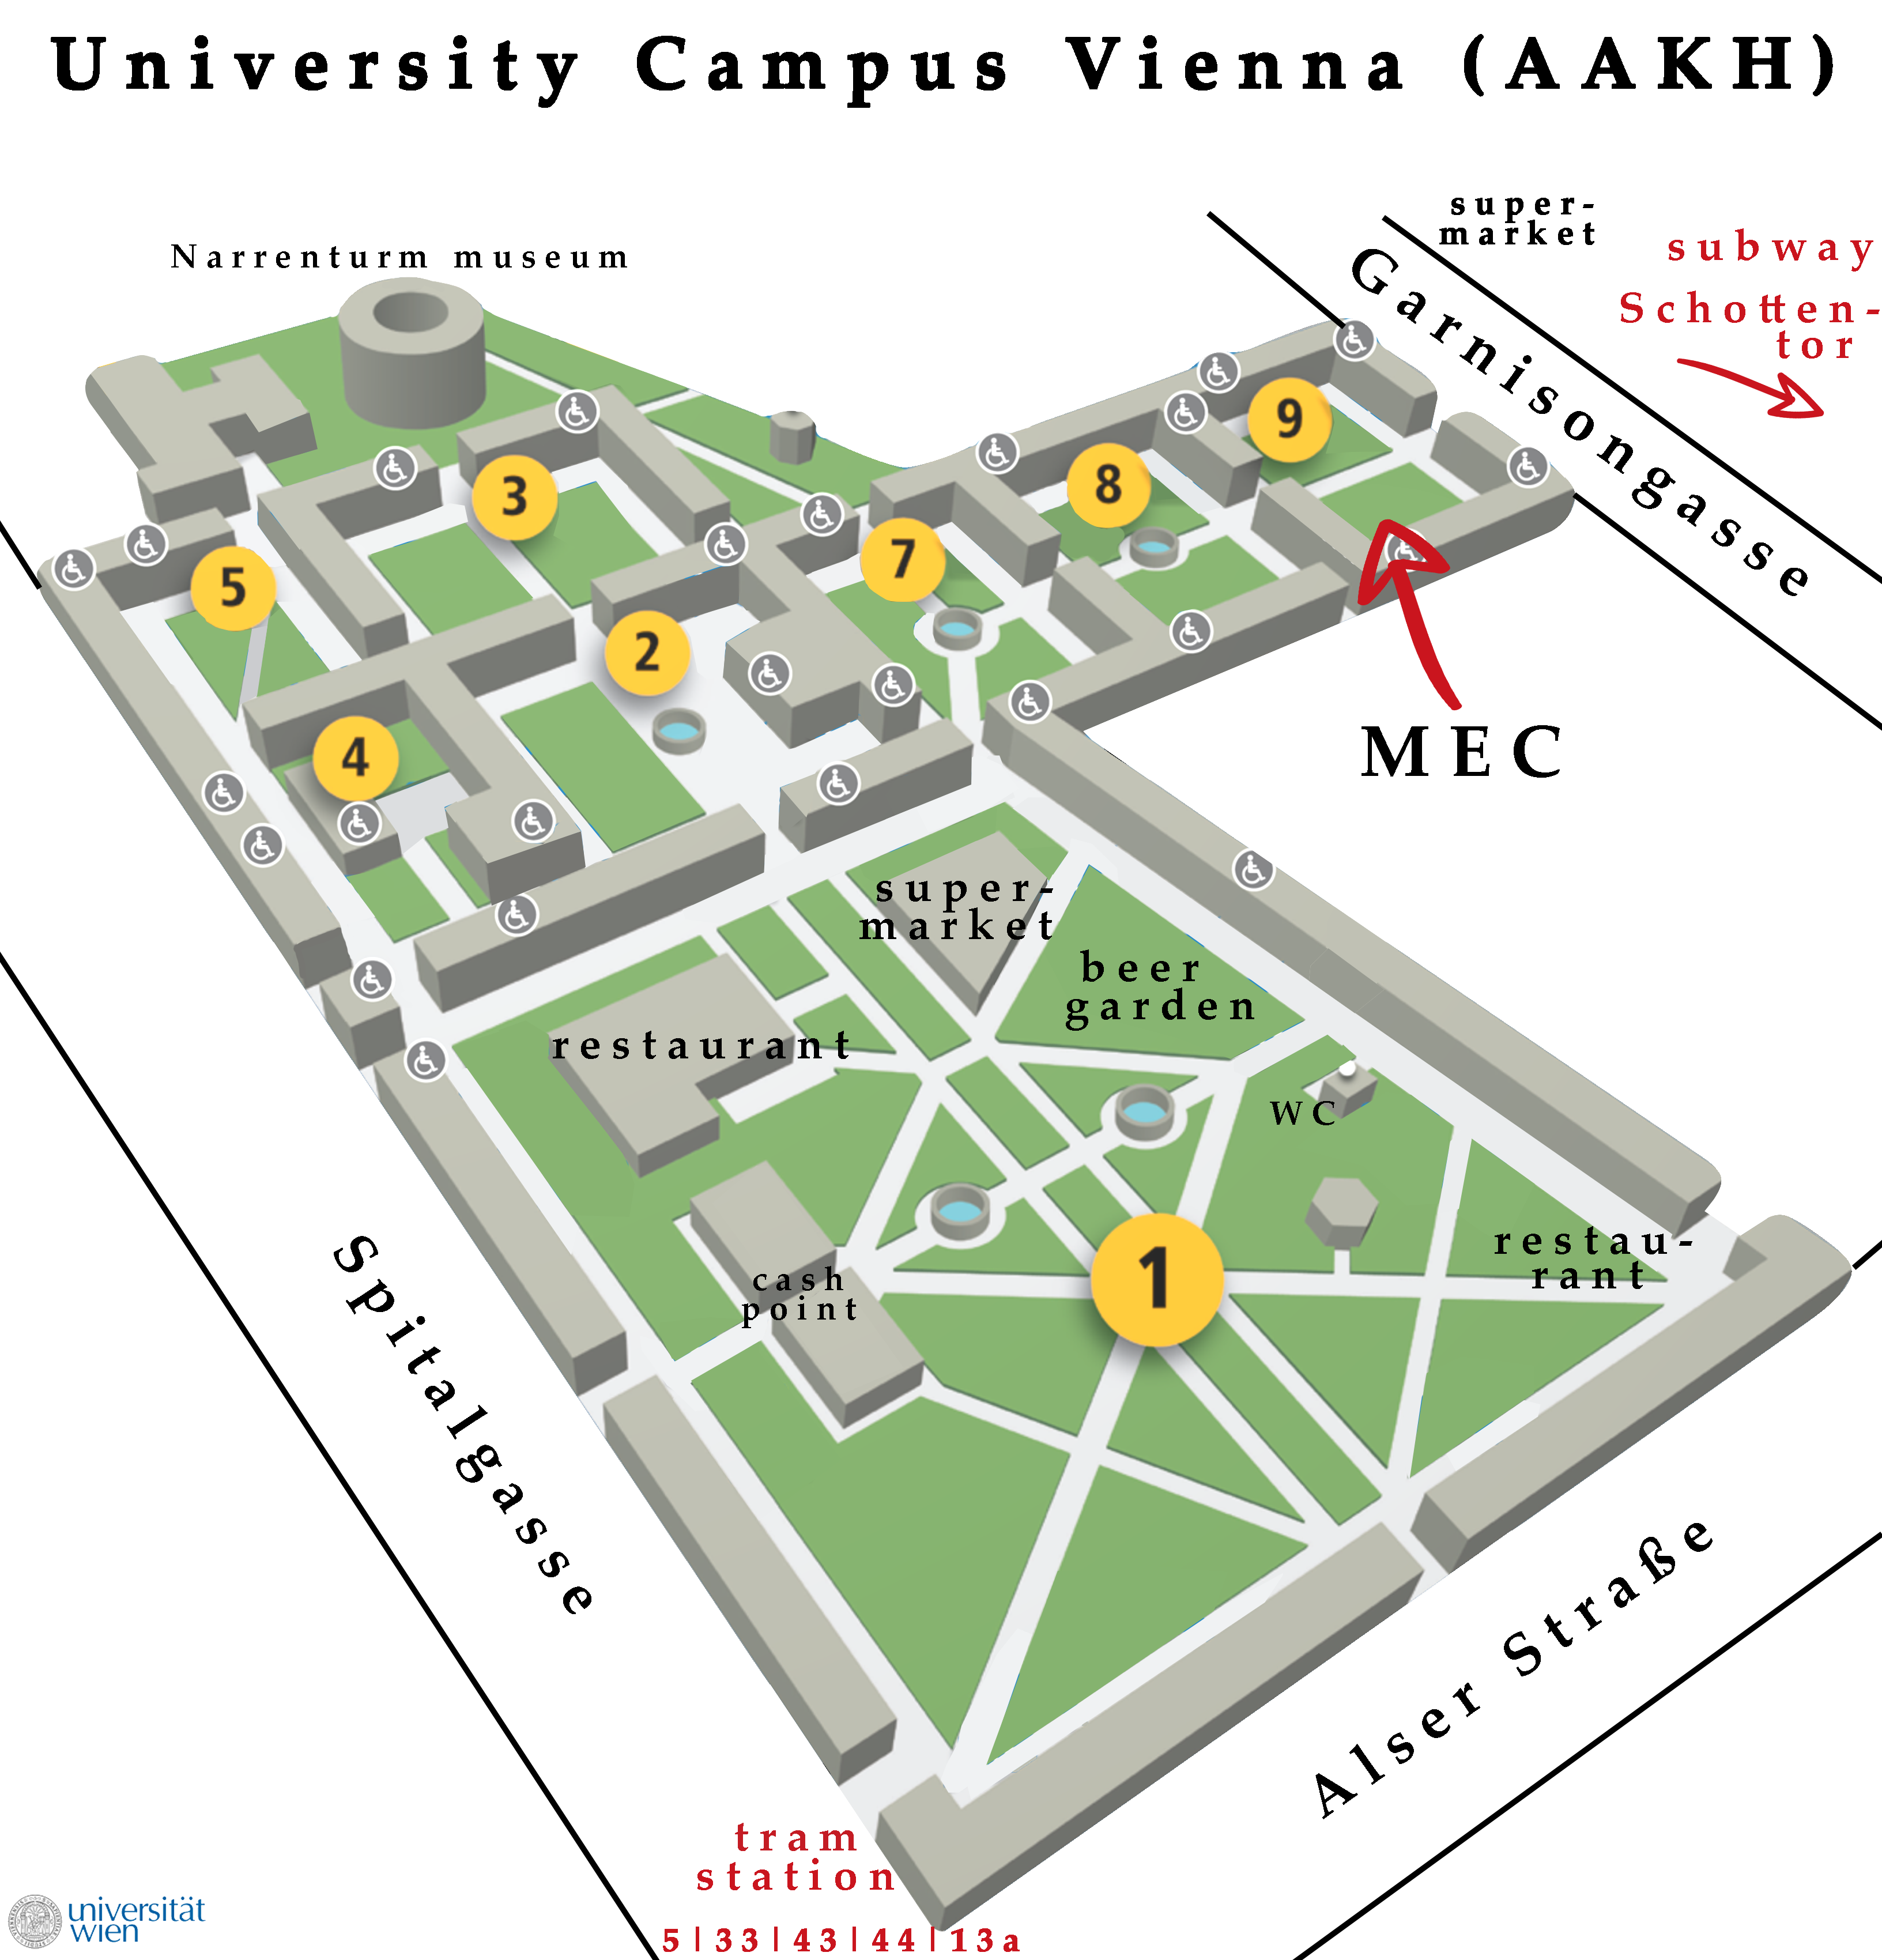 University Campus Vienna (AAKH)
super-
market
subway
Schotten-
tor
Narrenturm museum
Garnisongasse
9
8
3
7
5
2
4
MEC
super-
market
beer
garden
restaurant
WC
restau-
rant
1
cash
point
Spitalgasse
Alser Straße
tram
station
5 | 33 | 43 | 44 | 13a
universität
wien